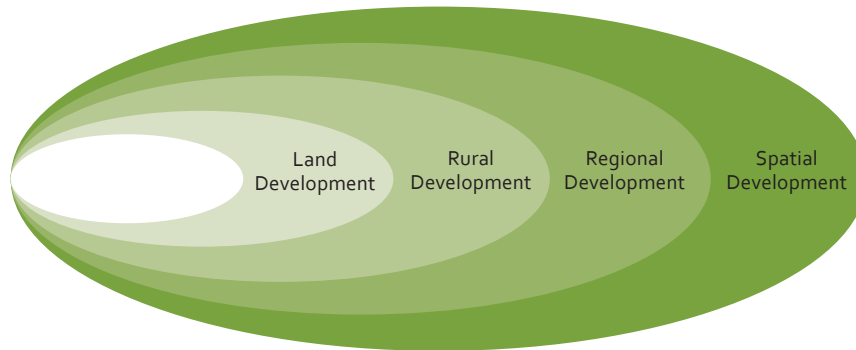 Land
Development
Rural
Development
Regional
Development
Spatial
Development